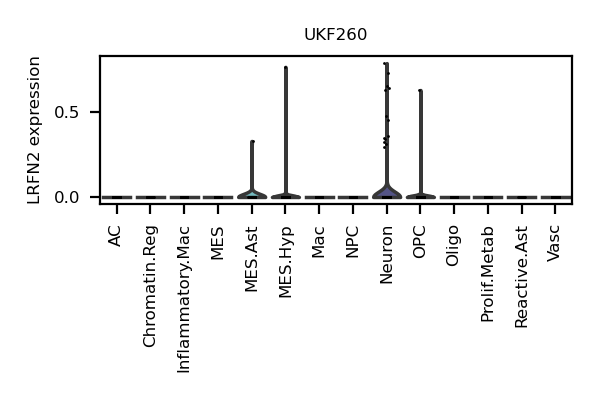 UKF260
LRFN2 expression
0.5
0.0
AC
Chromatin.Reg
Inflammatory.Mac
MES
MES.Ast
MES.Hyp
Mac
NPC
Neuron
OPC
Oligo
Prolif.Metab
Reactive.Ast
Vasc